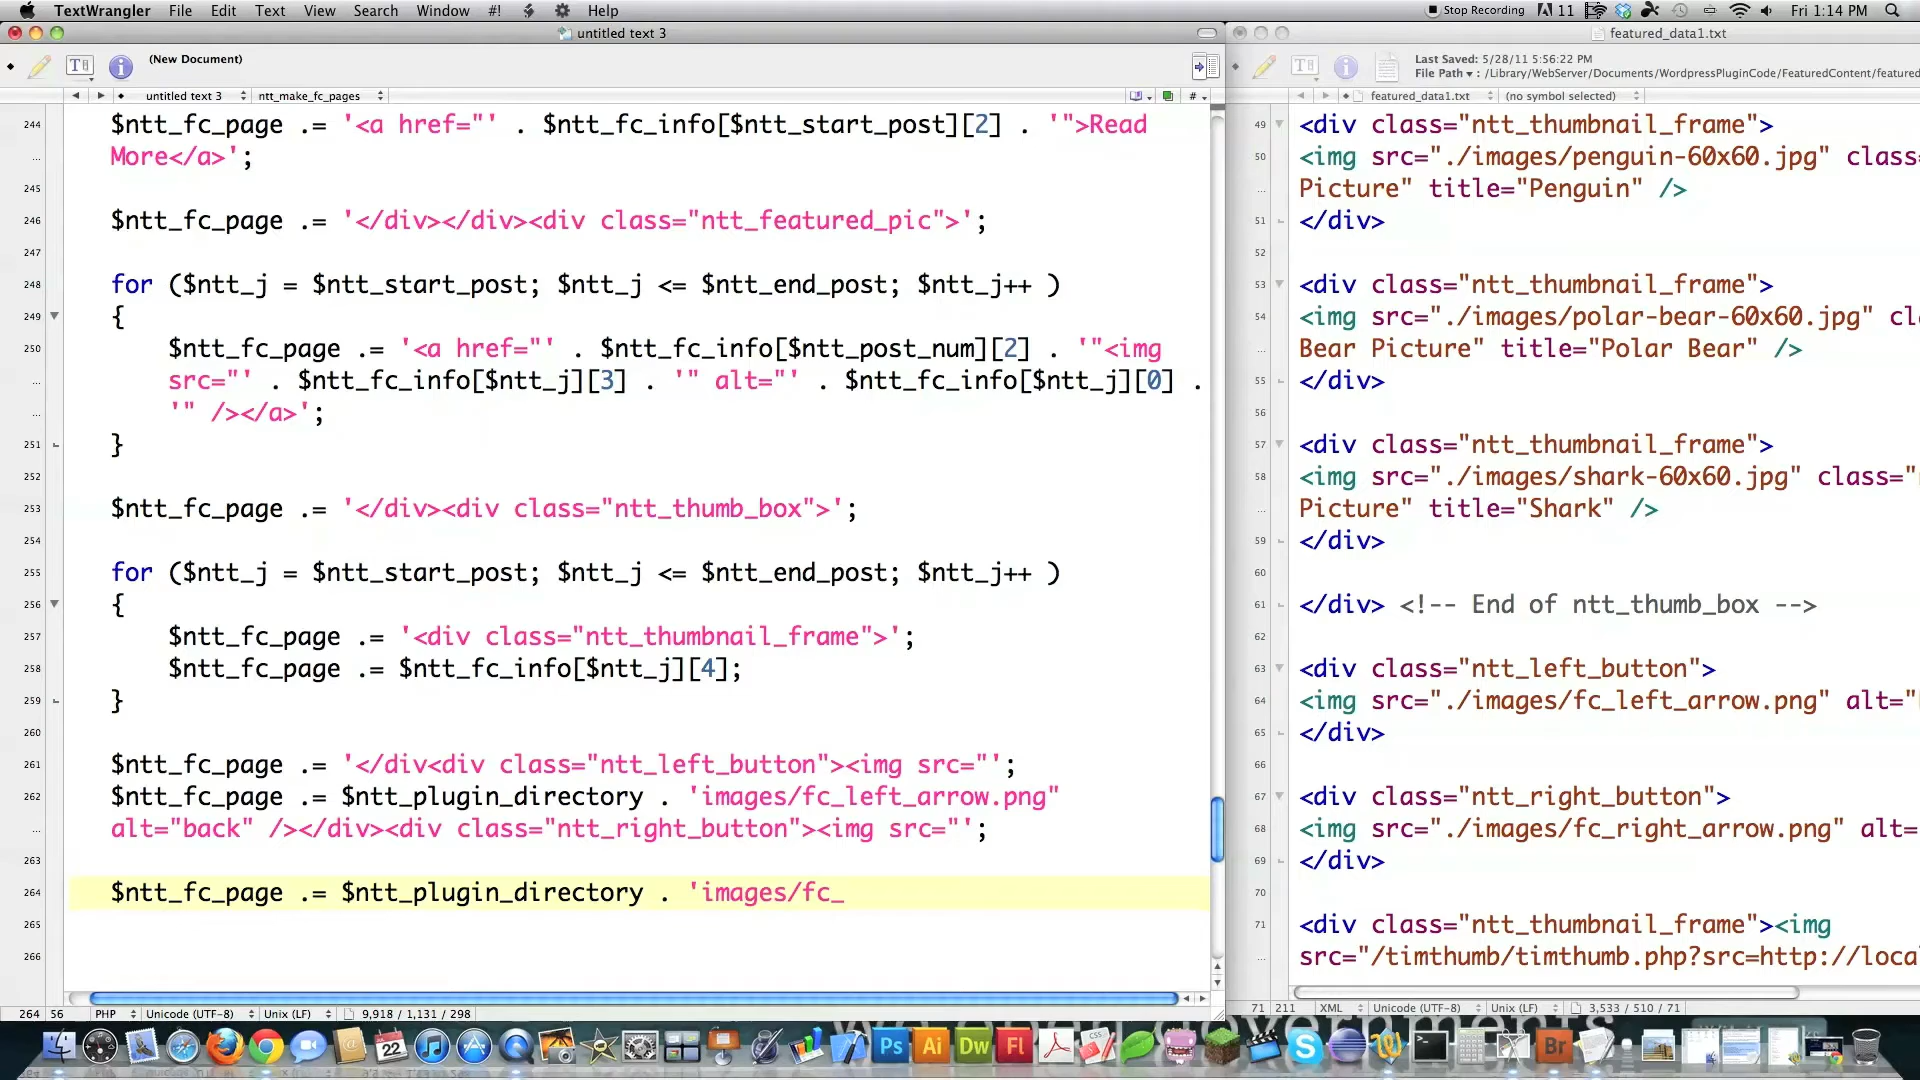 TextWrangler File Edit Text View Search Window #! Help
Stop Recording 11 Fri 1:14 PM
untitled text 3
(New Document)
untitled text 3 ntt_make_fc_pages
244 $ntt_fc_page .= '<a href="' . $ntt_fc_info[$ntt_start_post][2] . '">Read
... More</a>';
245
246 $ntt_fc_page .= '</div></div><div class="ntt_featured_pic">';
247
248 for ($ntt_j = $ntt_start_post; $ntt_j <= $ntt_end_post; $ntt_j++ )
249 {
250 $ntt_fc_page .= '<a href="' . $ntt_fc_info[$ntt_post_num][2] . '"<img
... src="' . $ntt_fc_info[$ntt_j][3] . '" alt="' . $ntt_fc_info[$ntt_j][0] .
... '" /></a>';
251 }
252
253 $ntt_fc_page .= '</div><div class="ntt_thumb_box">';
254
255 for ($ntt_j = $ntt_start_post; $ntt_j <= $ntt_end_post; $ntt_j++ )
256 {
257 $ntt_fc_page .= '<div class="ntt_thumbnail_frame">';
258 $ntt_fc_page .= $ntt_fc_info[$ntt_j][4];
259 }
260
261 $ntt_fc_page .= '</div<div class="ntt_left_button"><img src="';
262 $ntt_fc_page .= $ntt_plugin_directory . 'images/fc_left_arrow.png"
... alt="back" /></div><div class="ntt_right_button"><img src="';
263
264 $ntt_fc_page .= $ntt_plugin_directory . 'images/fc_
265
266
264 56 PHP Unicode (UTF-8) Unix (LF) 9,918 / 1,131 / 298
featured_data1.txt
Last Saved: 5/28/11 5:56:22 PM
File Path ▾ : /Library/WebServer/Documents/WordpressPluginCode/FeaturedContent/featured
featured_data1.txt (no symbol selected)
49 <div class="ntt_thumbnail_frame">
50 <img src="./images/penguin-60x60.jpg" class=
... Picture" title="Penguin" />
51 </div>
52
53 <div class="ntt_thumbnail_frame">
54 <img src="./images/polar-bear-60x60.jpg" cl
... Bear Picture" title="Polar Bear" />
55 </div>
56
57 <div class="ntt_thumbnail_frame">
58 <img src="./images/shark-60x60.jpg" class="
... Picture" title="Shark" />
59 </div>
60
61 </div> <!-- End of ntt_thumb_box -->
62
63 <div class="ntt_left_button">
64 <img src="./images/fc_left_arrow.png" alt="
65 </div>
66
67 <div class="ntt_right_button">
68 <img src="./images/fc_right_arrow.png" alt=
69 </div>
70
71 <div class="ntt_thumbnail_frame"><img
... src="/timthumb/timthumb.php?src=http://loca
71 211 XML Unicode (UTF-8) Unix (LF) 3,533 / 510 / 71
22 Ps Ai Dw Fl Br